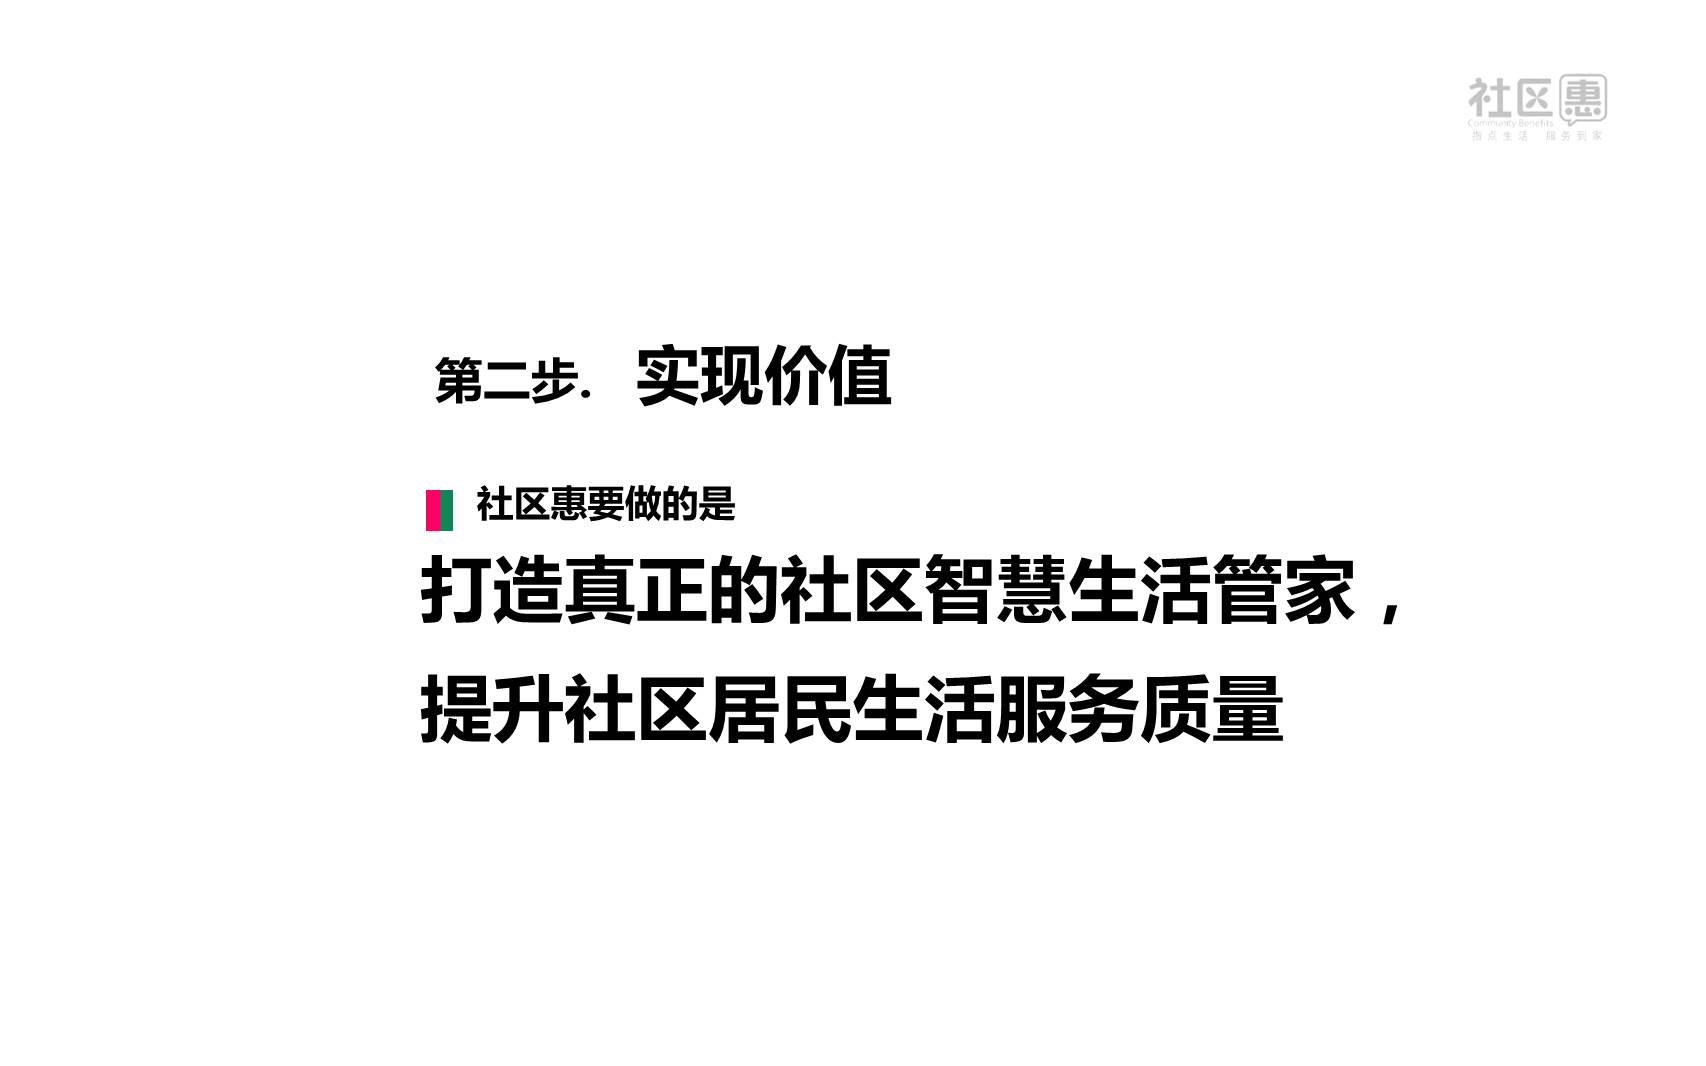 社区惠
Community Benefits
指点生活 服务到家
第二步. 实现价值
社区惠要做的是
打造真正的社区智慧生活管家，
提升社区居民生活服务质量